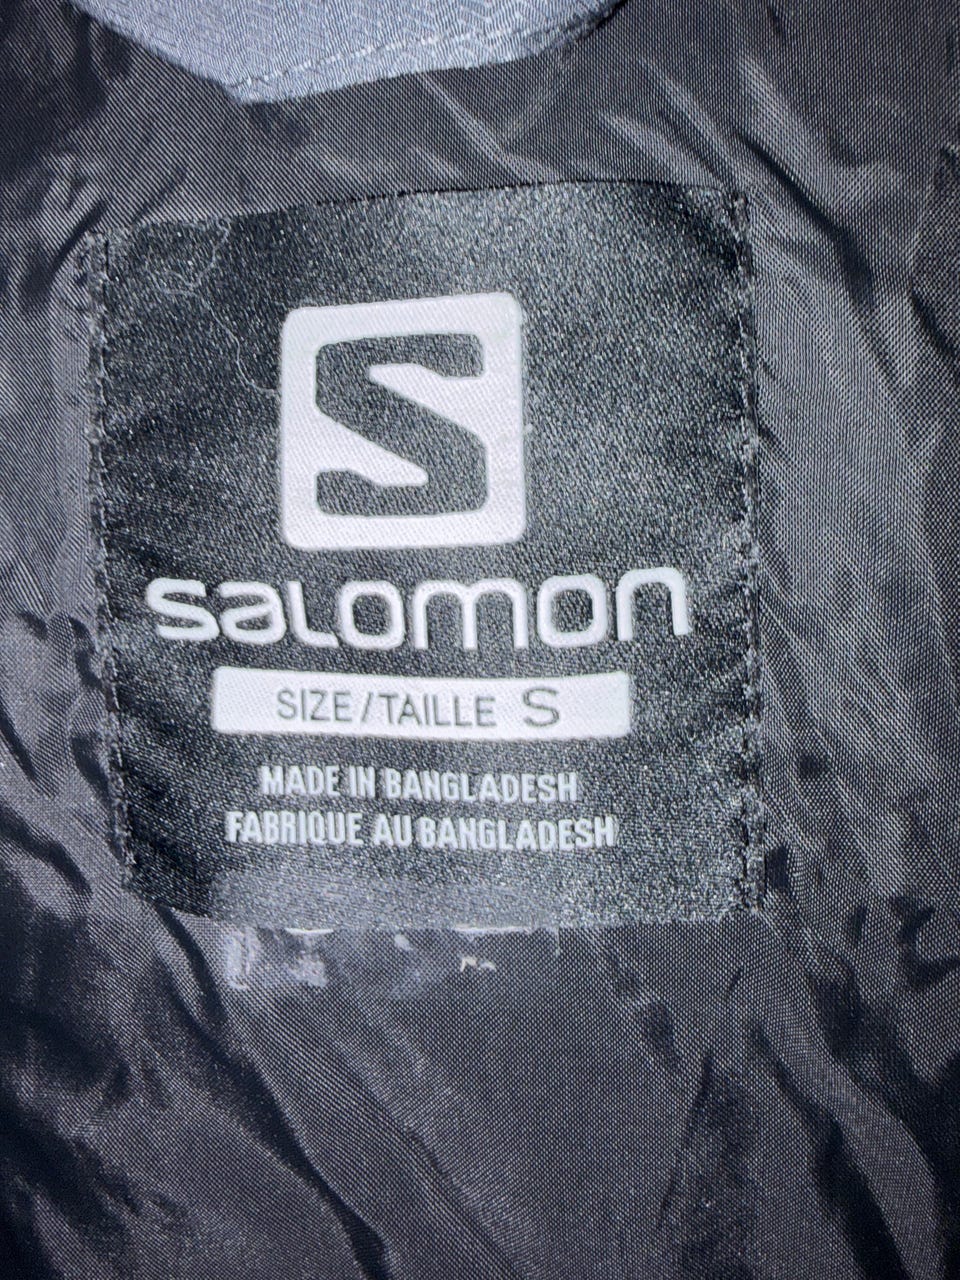 S
salomon
SIZE/TAILLE S
MADE IN BANGLADESH
FABRIQUE AU BANGLADESH